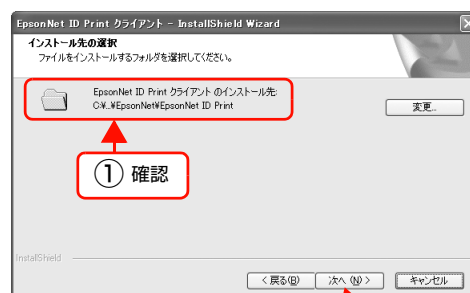 EpsonNet ID Print クライアント - InstallShield Wizard
インストール先の選択
ファイルをインストールするフォルダを選択してください。
EpsonNet ID Print クライアント のインストール先:
C:¥...¥EpsonNet¥EpsonNet ID Print
変更...
① 確認
InstallShield
< 戻る(B)
次へ (N) >
キャンセル